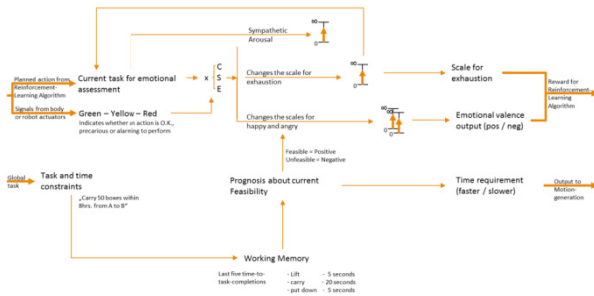 Sympathetic
Arousal
∞
0
Planned action from
Reinforcement-
Learning Algorithm
Current task for emotional
assessment
x
C
S
E
Changes the scale for
exhaustion
∞
0
Scale for
exhaustion
Reward for
Reinforcement-
Learning
Algorithm
Signals from body
or robot actuators
Green – Yellow – Red
Indicates whether us action is O.K.,
precarious or alarming to perform
Changes the scales for
happy and angry
∞
0
Emotional valence
output (pos / neg)
Feasible = Positive
Unfeasible = Negative
Global
task
Task and time
constraints
„Carry 50 boxes within
8hrs. from A to B"
Prognosis about current
Feasibility
Time requirement
(faster / slower)
Output to
Motion-
generation
Working Memory
Last five time-to-
task-completions
- Lift - 5 seconds
- carry - 20 seconds
- put down - 5 seconds